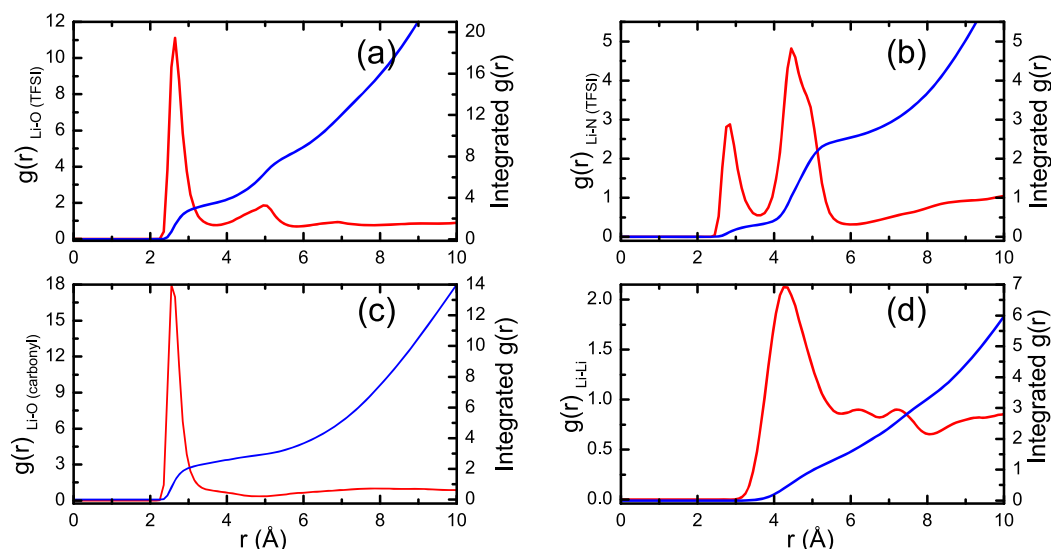 (a)
12
10
8
6
4
2
0
g(r) Li-O (TFSI)
20
16
12
8
4
0
Integrated g(r)
0 2 4 6 8 10
(b)
5
4
3
2
1
0
g(r) Li-N (TFSI)
5
4
3
2
1
0
Integrated g(r)
0 2 4 6 8 10
(c)
18
15
12
9
6
3
0
g(r) Li-O (carbonyl)
14
12
10
8
6
4
2
0
Integrated g(r)
0 2 4 6 8 10
r (Å)
(d)
2.0
1.5
1.0
0.5
0.0
g(r) Li-Li
7
6
5
4
3
2
1
0
Integrated g(r)
0 2 4 6 8 10
r (Å)